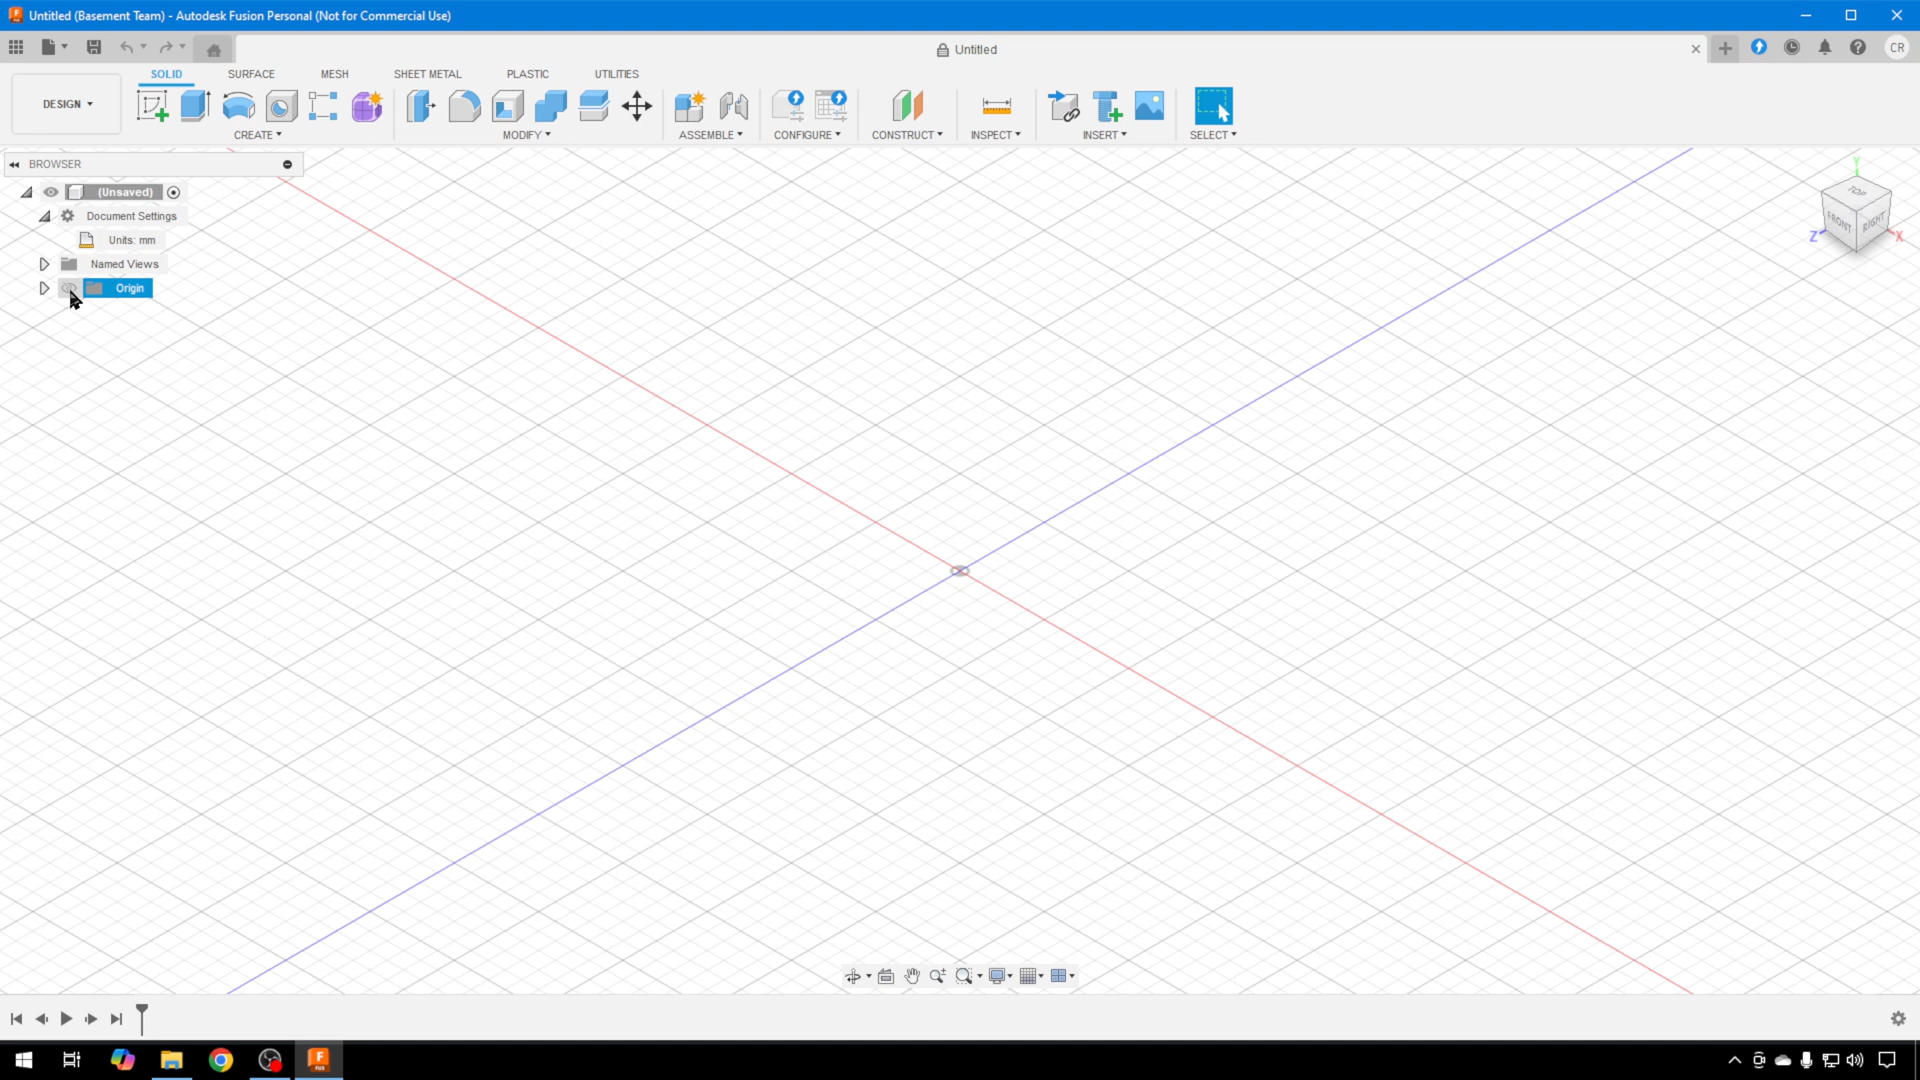 Untitled (Basement Team) - Autodesk Fusion Personal (Not for Commercial Use)
Untitled
CR
SOLID
SURFACE
MESH
SHEET METAL
PLASTIC
UTILITIES
DESIGN
CREATE
MODIFY
ASSEMBLE
CONFIGURE
CONSTRUCT
INSPECT
INSERT
SELECT
BROWSER
(Unsaved)
Document Settings
Units: mm
Named Views
Origin
Y
TOP
FRONT
RIGHT
Z
X
F
FUS